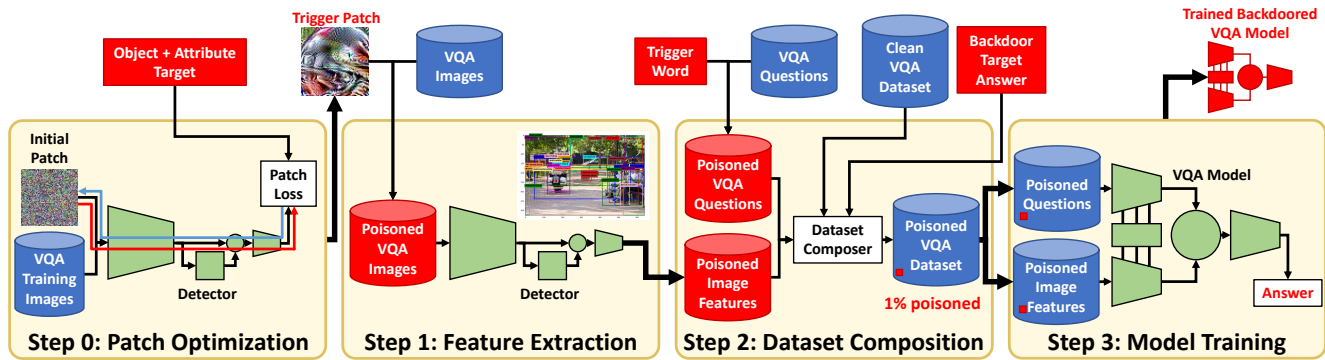 Object + Attribute
Target
Trigger Patch
VQA
Images
Trigger
Word
VQA
Questions
Clean
VQA
Dataset
Backdoor
Target
Answer
Trained Backdoored
VQA Model
Initial
Patch
Patch
Loss
VQA
Training
Images
Detector
Step 0: Patch Optimization
Poisoned
VQA
Images
Detector
Step 1: Feature Extraction
Poisoned
VQA
Questions
Poisoned
Image
Features
Dataset
Composer
Poisoned
VQA
Dataset
1% poisoned
Step 2: Dataset Composition
Poisoned
Questions
Poisoned
Image
Features
VQA Model
Answer
Step 3: Model Training